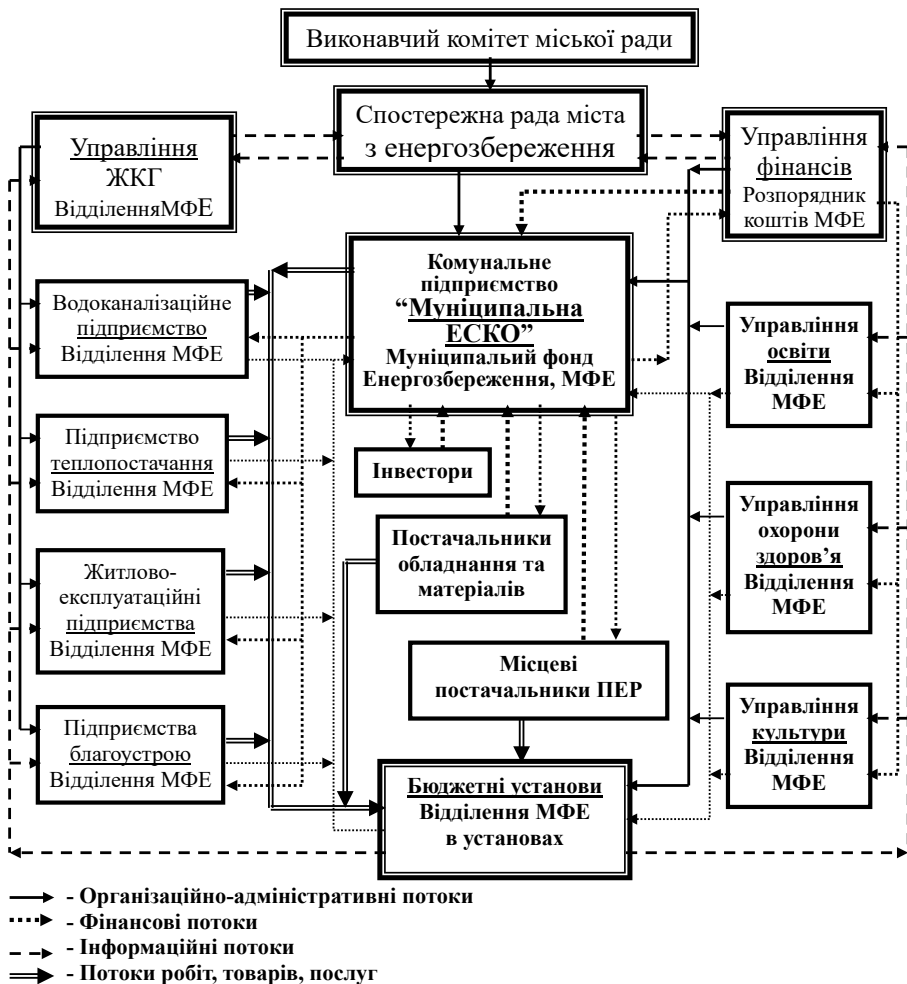 Виконавчий комітет міської ради
Спостережна рада міста
з енергозбереження
Управління
ЖКГ
ВідділенняМФЕ
Управління
фінансів
Розпорядник
коштів МФЕ
Комунальне
підприємство
“Муніципальна
ЕСКО”
Муніципальий фонд
Енергозбереження, МФЕ
Водоканалізаційне
підприємство
Відділення МФЕ
Управління
освіти
Відділення
МФЕ
Підприємство
теплопостачання
Відділення МФЕ
Інвестори
Постачальники
обладнання та
матеріалів
Управління
охорони
здоров’я
Відділення
МФЕ
Житлово-
експлуатаційні
підприємства
Відділення МФЕ
Місцеві
постачальники ПЕР
Підприємства
благоустрою
Відділення МФЕ
Управління
культури
Відділення
МФЕ
Бюджетні установи
Відділення МФЕ
в установах
- Організаційно-адміністративні потоки
- Фінансові потоки
- Інформаційні потоки
- Потоки робіт, товарів, послуг